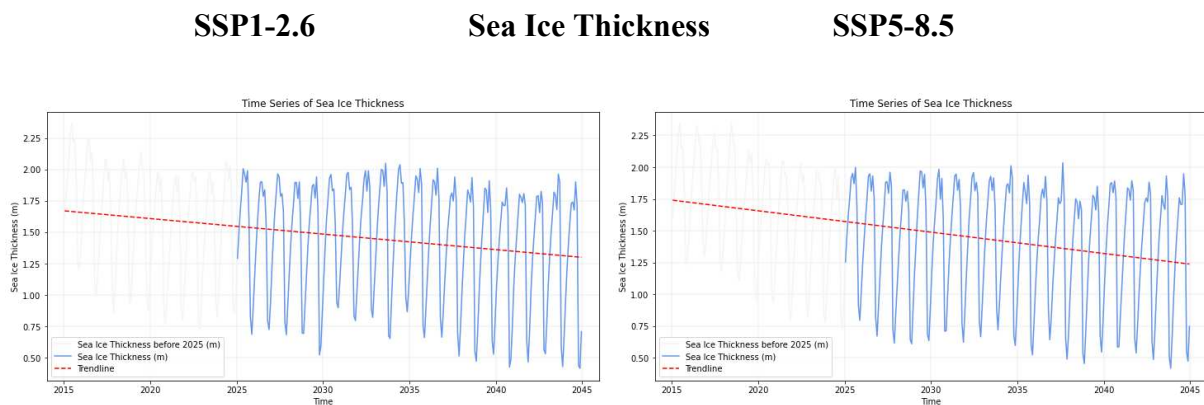 SSP1-2.6 Sea Ice Thickness SSP5-8.5
Time Series of Sea Ice Thickness
Sea Ice Thickness (m)
2.25
2.00
1.75
1.50
1.25
1.00
0.75
0.50
Sea Ice Thickness before 2025 (m)
Sea Ice Thickness (m)
Trendline
2015 2020 2025 2030 2035 2040 2045
Time
Time Series of Sea Ice Thickness
Sea Ice Thickness (m)
2.25
2.00
1.75
1.50
1.25
1.00
0.75
0.50
Sea Ice Thickness before 2025 (m)
Sea Ice Thickness (m)
Trendline
2015 2020 2025 2030 2035 2040 2045
Time